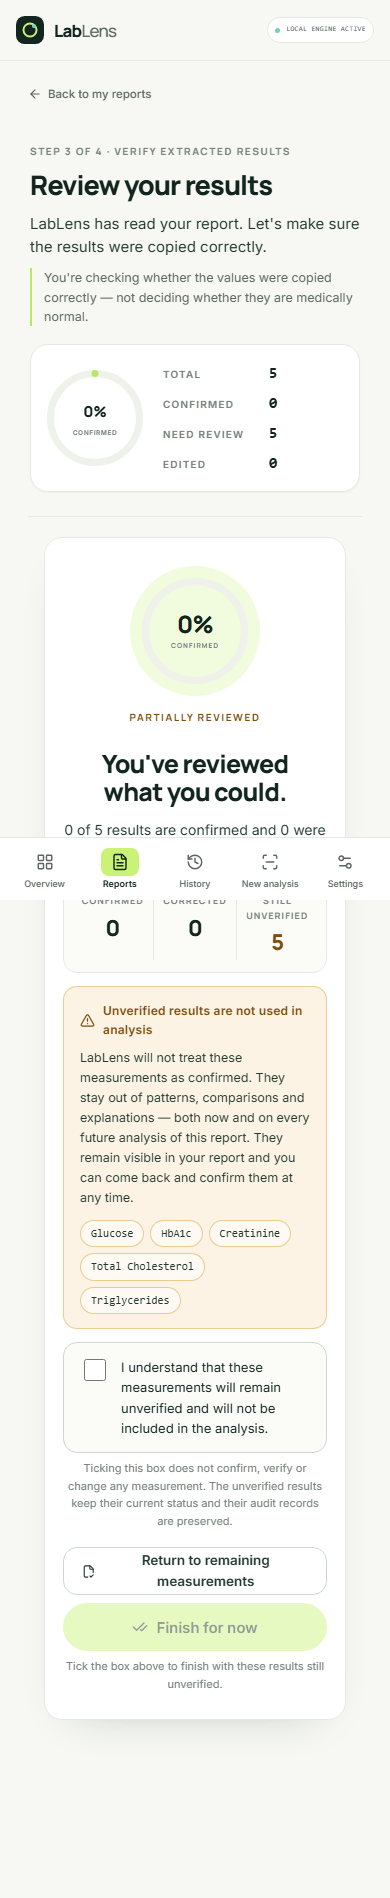 LabLens
LOCAL ENGINE ACTIVE
Back to my reports
STEP 3 OF 4 · VERIFY EXTRACTED RESULTS
Review your results
LabLens has read your report. Let's make sure
the results were copied correctly.
You're checking whether the values were copied
correctly — not deciding whether they are medically
normal.
0%
CONFIRMED
TOTAL 5
CONFIRMED 0
NEED REVIEW 5
EDITED 0
0%
CONFIRMED
PARTIALLY REVIEWED
You've reviewed
what you could.
0 of 5 results are confirmed and 0 were
Overview
Reports
History
New analysis
Settings
CONFIRMED
0
CORRECTED
0
STILL
UNVERIFIED
5
Unverified results are not used in
analysis
LabLens will not treat these
measurements as confirmed. They
stay out of patterns, comparisons and
explanations — both now and on every
future analysis of this report. They
remain visible in your report and you
can come back and confirm them at
any time.
Glucose
HbA1c
Creatinine
Total Cholesterol
Triglycerides
I understand that these
measurements will remain
unverified and will not be
included in the analysis.
Ticking this box does not confirm, verify or
change any measurement. The unverified results
keep their current status and their audit records
are preserved.
Return to remaining
measurements
Finish for now
Tick the box above to finish with these results still
unverified.